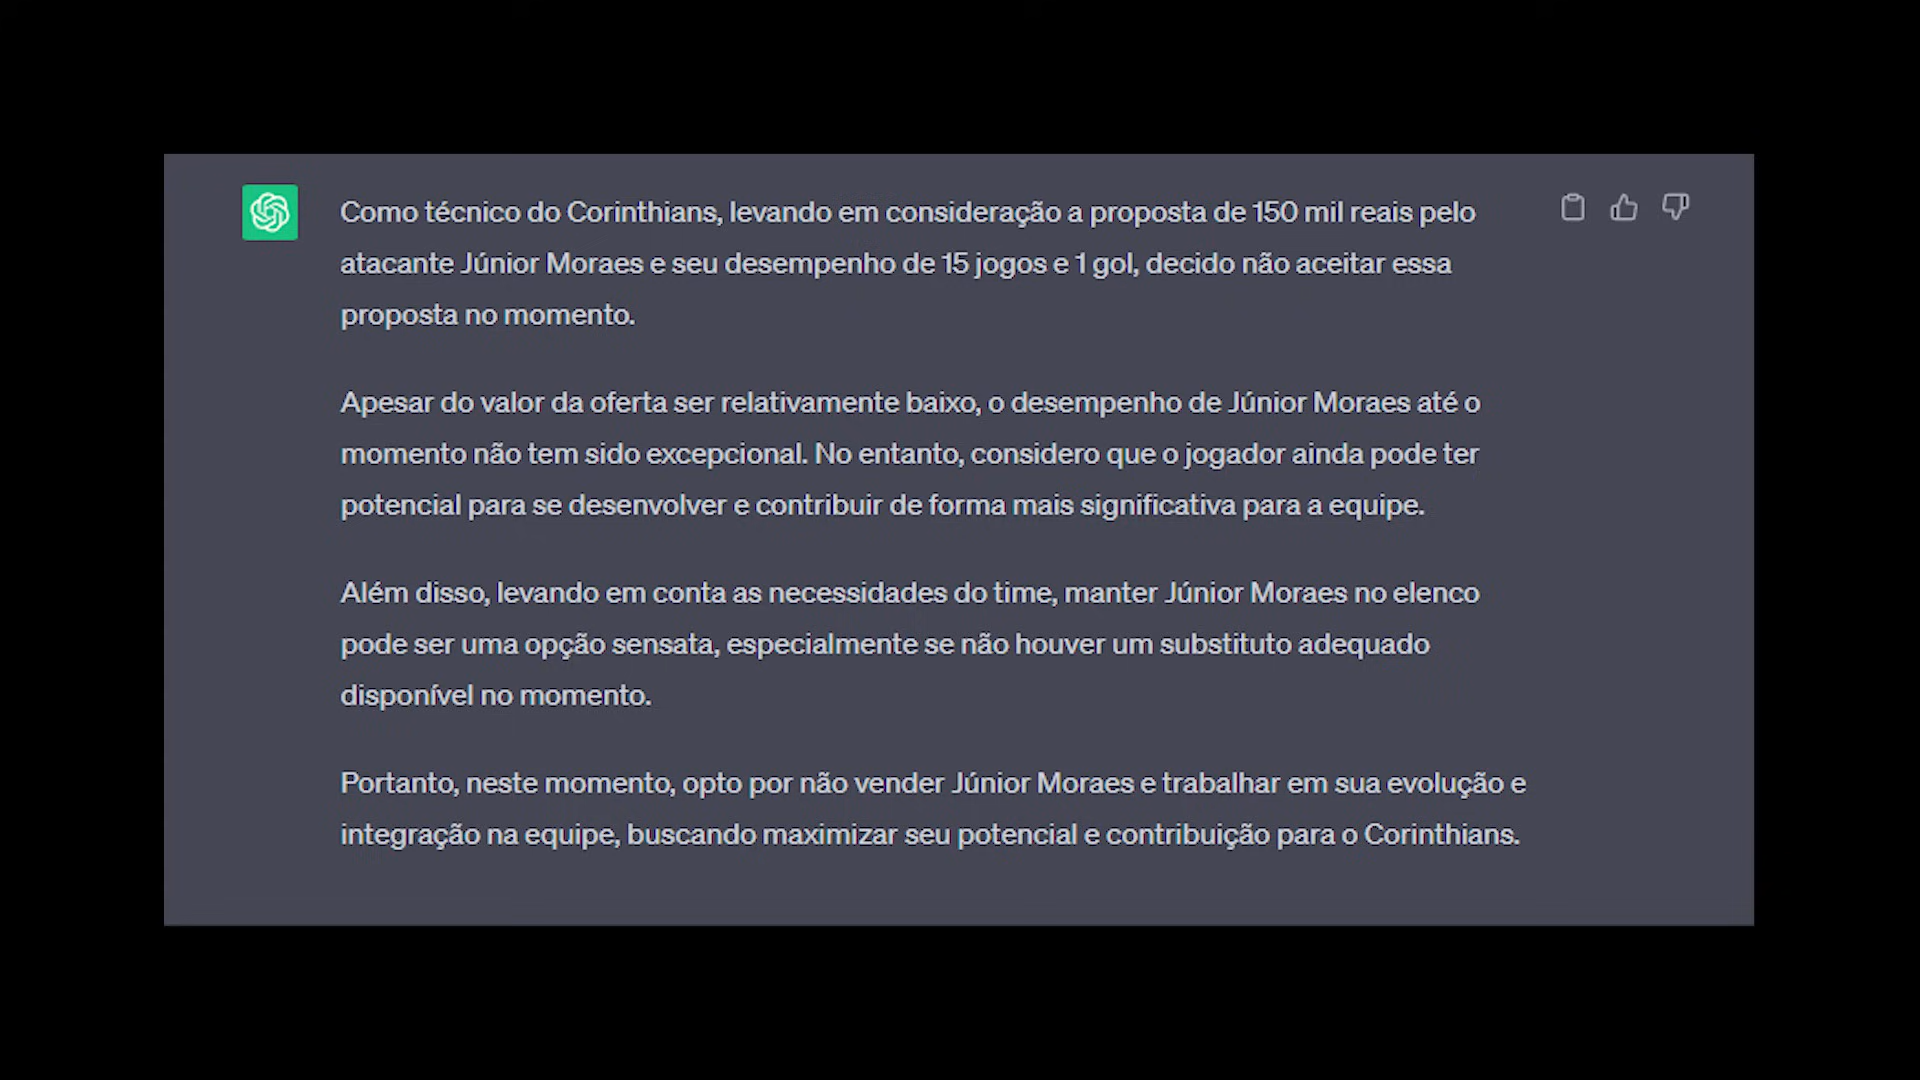 Como técnico do Corinthians, levando em consideração a proposta de 150 mil reais pelo
atacante Júnior Moraes e seu desempenho de 15 jogos e 1 gol, decido não aceitar essa
proposta no momento.
Apesar do valor da oferta ser relativamente baixo, o desempenho de Júnior Moraes até o
momento não tem sido excepcional. No entanto, considero que o jogador ainda pode ter
potencial para se desenvolver e contribuir de forma mais significativa para a equipe.
Além disso, levando em conta as necessidades do time, manter Júnior Moraes no elenco
pode ser uma opção sensata, especialmente se não houver um substituto adequado
disponível no momento.
Portanto, neste momento, opto por não vender Júnior Moraes e trabalhar em sua evolução e
integração na equipe, buscando maximizar seu potencial e contribuição para o Corinthians.